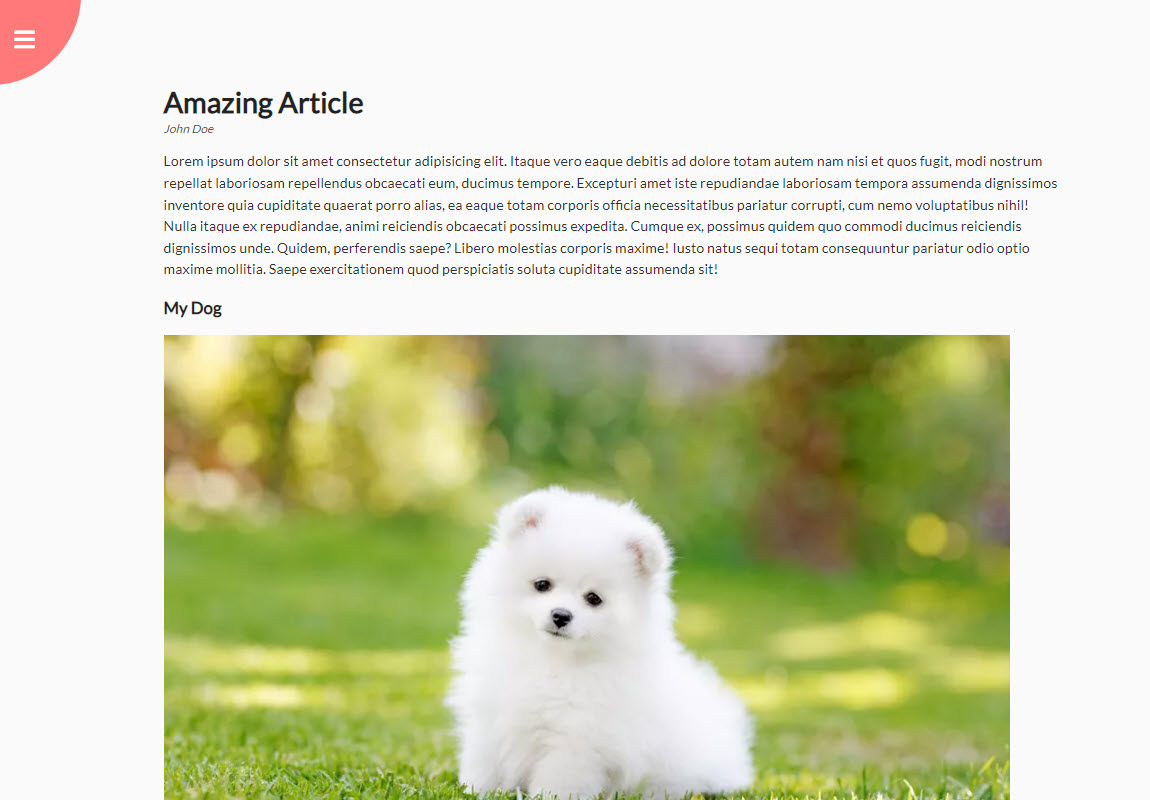 Amazing Article
John Doe
Lorem ipsum dolor sit amet consectetur adipisicing elit. Itaque vero eaque debitis ad dolore totam autem nam nisi et quos fugit, modi nostrum
repellat laboriosam repellendus obcaecati eum, ducimus tempore. Excepturi amet iste repudiandae laboriosam tempora assumenda dignissimos
inventore quia cupiditate quaerat porro alias, ea eaque totam corporis officia necessitatibus pariatur corrupti, cum nemo voluptatibus nihil!
Nulla itaque ex repudiandae, animi reiciendis obcaecati possimus expedita. Cumque ex, possimus quidem quo commodi ducimus reiciendis
dignissimos unde. Quidem, perferendis saepe? Libero molestias corporis maxime! Iusto natus sequi totam consequuntur pariatur odio optio
maxime mollitia. Saepe exercitationem quod perspiciatis soluta cupiditate assumenda sit!
My Dog